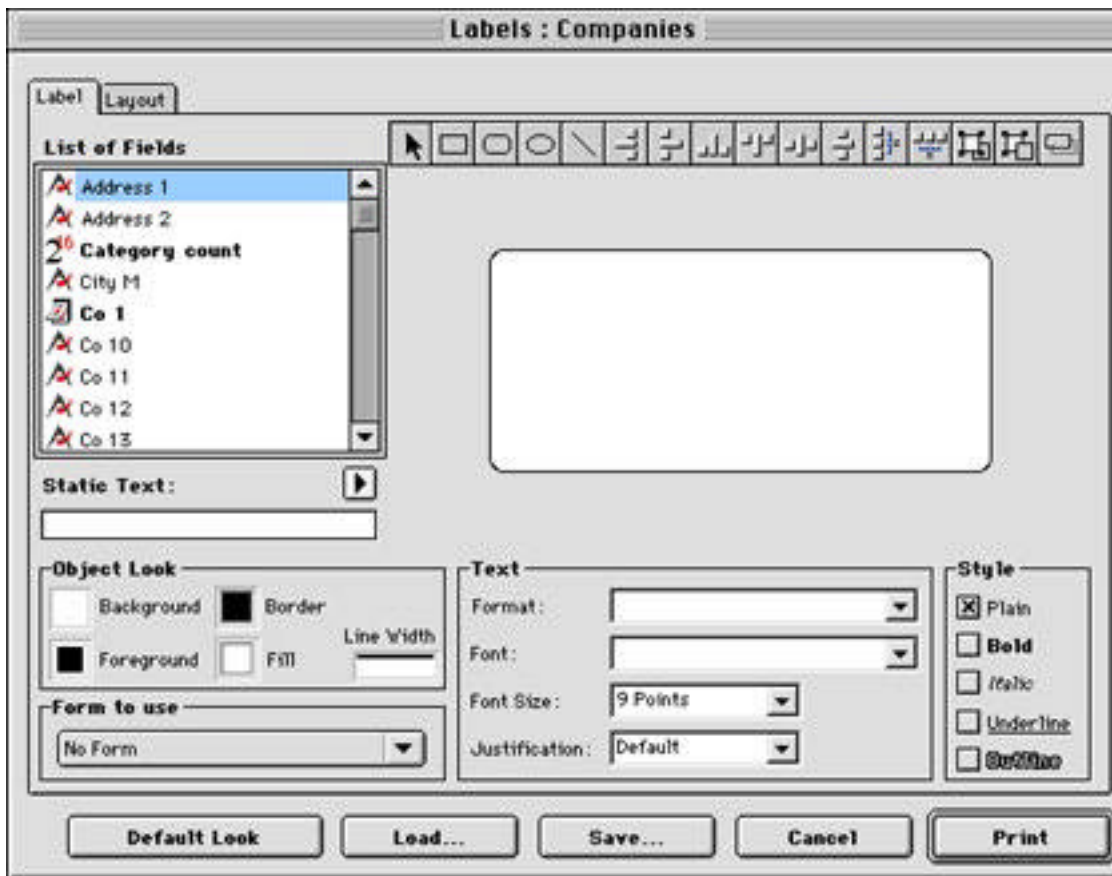 Labels : Companies
Label Layout
List of Fields
Address 1
Address 2
2 16 Category count
City M
Co 1
Co 10
Co 11
Co 12
Co 13
Static Text:
Object Look
Background Border
Foreground Fill Line Width
Form to use
No Form
Text
Format:
Font:
Font Size: 9 Points
Justification: Default
Style
Plain
Bold
Italic
Underline
Outline
Default Look Load... Save... Cancel Print